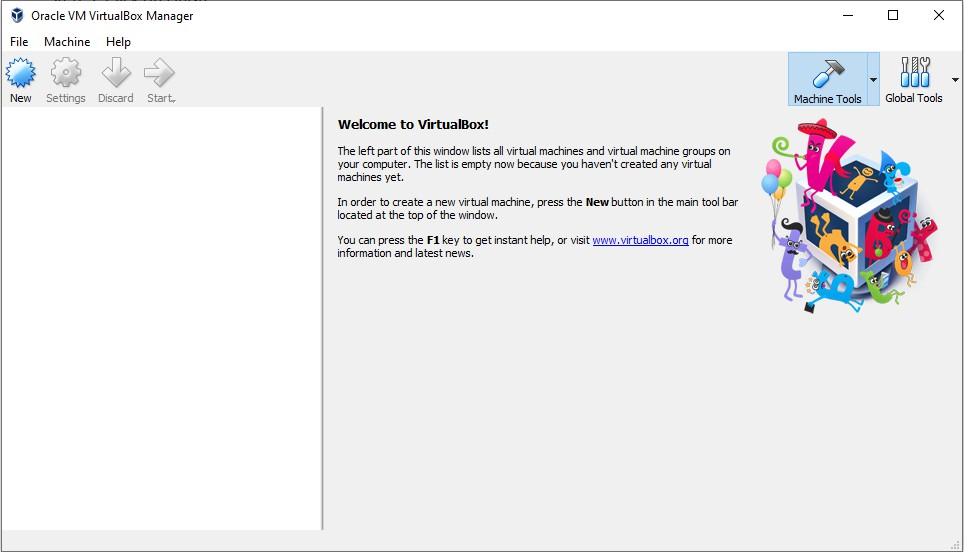 Oracle VM VirtualBox Manager
File Machine Help
New Settings Discard Start
Machine Tools Global Tools
Welcome to VirtualBox!
The left part of this window lists all virtual machines and virtual machine groups on
your computer. The list is empty now because you haven't created any virtual
machines yet.
In order to create a new virtual machine, press the New button in the main tool bar
located at the top of the window.
You can press the F1 key to get instant help, or visit www.virtualbox.org for more
information and latest news.